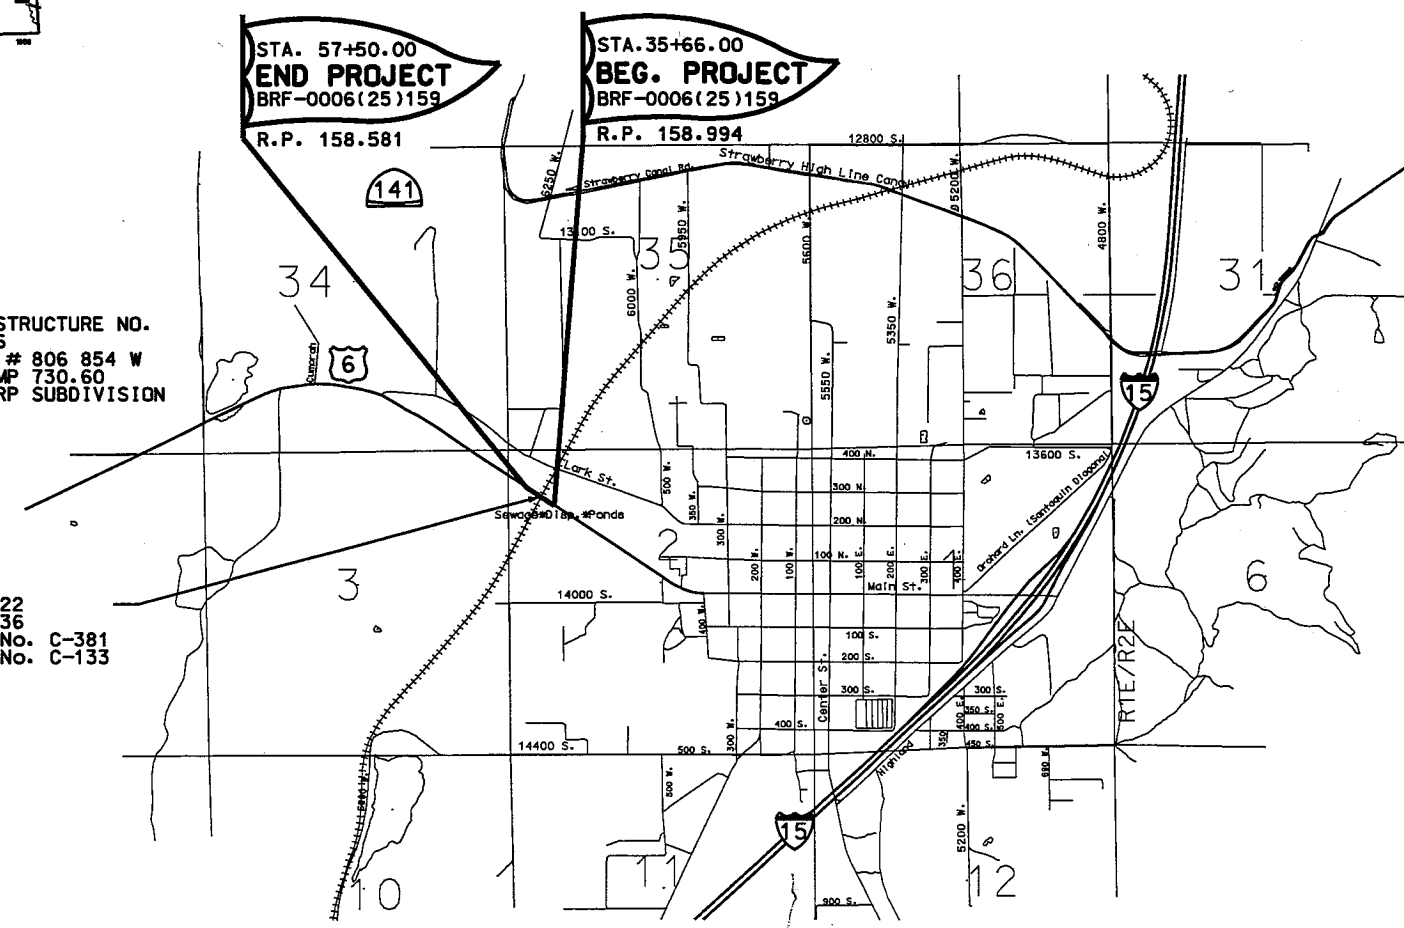 STA. 57+50.00
END PROJECT
BRF-0006(25)159
R.P. 158.581
STA.35+66.00
BEG. PROJECT
BRF-0006(25)159
R.P. 158.994
141
12800 S.
Strawberry High Line Canal
Strawberry Canal Rd.
6250 W.
5200 W.
13100 S.
5950 W.
5600 W.
4800 W.
34
35
36
31
6000 W.
5350 W.
5550 W.
STRUCTURE NO.
# 806 854 W
MP 730.60
RP SUBDIVISION
Cumorah
6
15
400 N.
13600 S.
Lark St.
500 W.
300 N.
350 W.
Sewage*Disp.*Ponds
200 N.
300 W.
Orchard Ln. (Santaquin Diagonal)
2
1
100 N.
200 W.
100 W.
100 E.
200 E.
300 E.
400 E.
Main St.
3
6
14000 S.
22
36
No. C-381
No. C-133
400 W.
100 S.
200 S.
R1E/R2E
Center St.
300 S.
300 S.
350 S.
400 E.
500 E.
400 S.
400 S.
300 W.
350
450 S.
14400 S.
500 S.
Highland
500 W.
15
5200 W.
10
11
12
900 S.